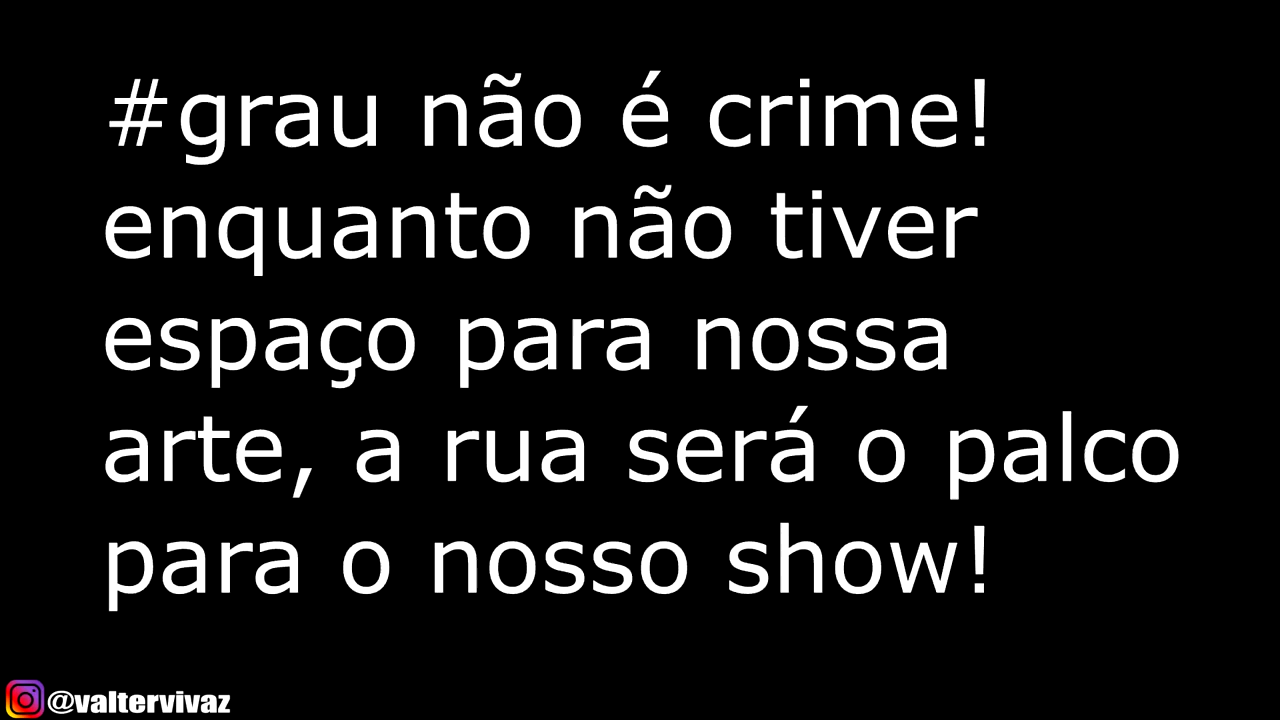 #grau não é crime!
enquanto não tiver
espaço para nossa
arte, a rua será o palco
para o nosso show!
@valtervivaz